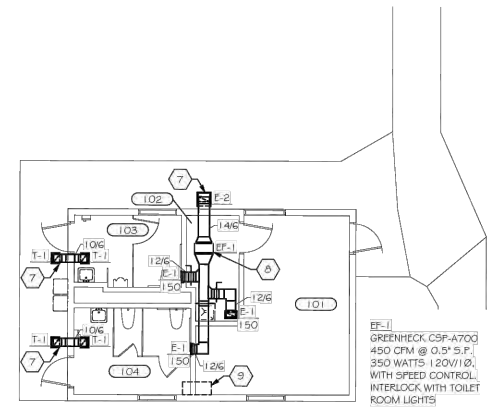 7
E-2
102
14/6
103
10/6
T-1
T-1
EF-1
12/6
8
E-1
7
150
12/6
101
E-1
150
10/6
T-1
T-1
E-1
7
150
12/6
104
9
EF-1
GREENHECK CSP-A700
450 CFM @ 0.5" S.P.
350 WATTS 120V/1Ø,
WITH SPEED CONTROL,
INTERLOCK WITH TOILET
ROOM LIGHTS